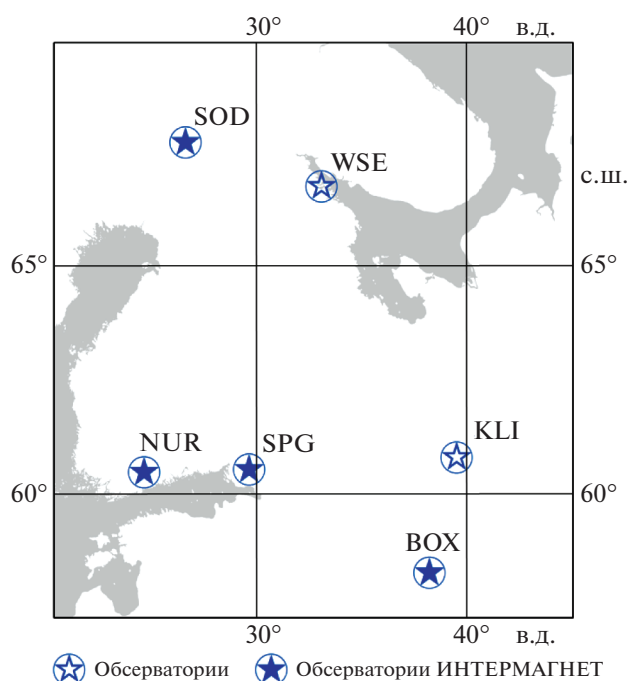 30° 40° в.д.
SOD
WSE
с.ш.
65° 65°
NUR SPG KLI
60° 60°
BOX
30° 40° в.д.
Обсерватории Обсерватории ИНТЕРМАГНЕТ